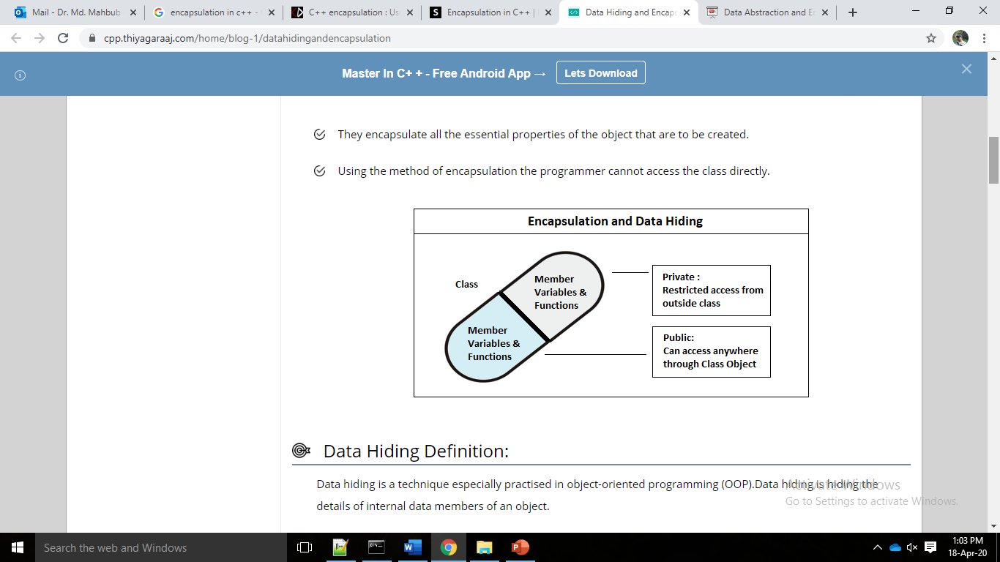 Mail - Dr. Md. Mahbub
encapsulation in c++ -
C++ encapsulation : Us
Encapsulation in C++ |
Data Hiding and Encaps
Data Abstraction and E
cpp.thiyagaraaj.com/home/blog-1/datahidingandencapsulation
Master In C+ + - Free Android App →
Lets Download
They encapsulate all the essential properties of the object that are to be created.
Using the method of encapsulation the programmer cannot access the class directly.
Encapsulation and Data Hiding
Class
Member
Variables &
Functions
Member
Variables &
Functions
Private :
Restricted access from
outside class
Public:
Can access anywhere
through Class Object
Data Hiding Definition:
Data hiding is a technique especially practised in object-oriented programming (OOP).Data hiding is hiding the
details of internal data members of an object.
Activate Windows
Go to Settings to activate Windows.
Search the web and Windows
1:03 PM
18-Apr-20